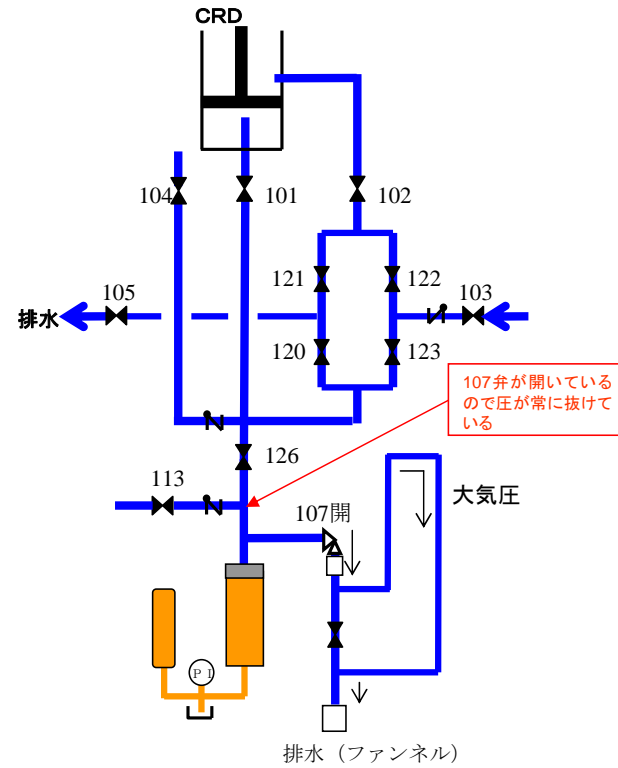 CRD
104
101
102
121
122
105
103
排水
120
123
107弁が開いている
ので圧が常に抜けて
いる
126
113
107開
大気圧
P I
排水（ファンネル）